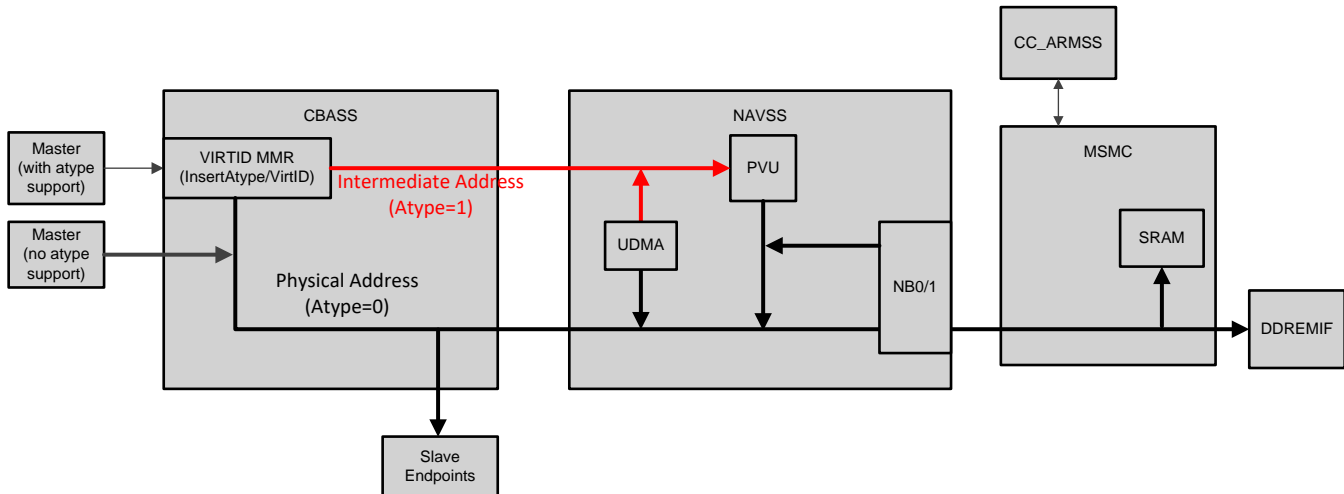 CC_ARMSS
CBASS
NAVSS
Master
(with atype
support)
VIRTID MMR
(InsertAtype/VirtID)
PVU
MSMC
Intermediate Address
(Atype=1)
Master
(no atype
support)
UDMA
SRAM
Physical Address
(Atype=0)
NB0/1
DDREMIF
Slave
Endpoints